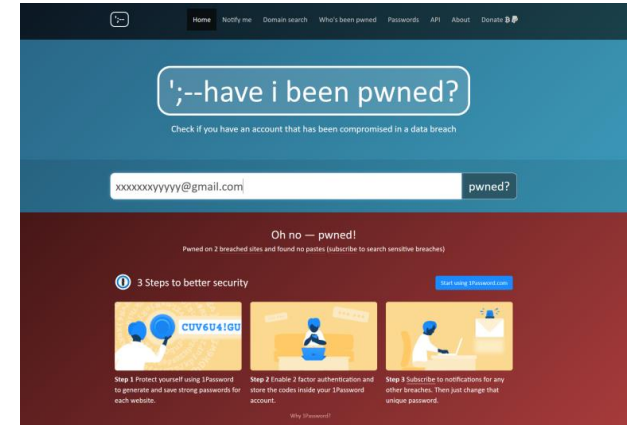 ';--
Home Notify me Domain search Who's been pwned Passwords API About Donate
';--have i been pwned?
Check if you have an account that has been compromised in a data breach
xxxxxxxyyyyy@gmail.com pwned?
Oh no — pwned!
Pwned on 2 breached sites and found no pastes (subscribe to search sensitive breaches)
3 Steps to better security Start using 1Password.com
CUV6U4!GU
Step 1 Protect yourself using 1Password
to generate and save strong passwords for
each website.
Step 2 Enable 2 factor authentication and
store the codes inside your 1Password
account.
Step 3 Subscribe to notifications for any
other breaches. Then just change that
unique password.
Why 1Password?